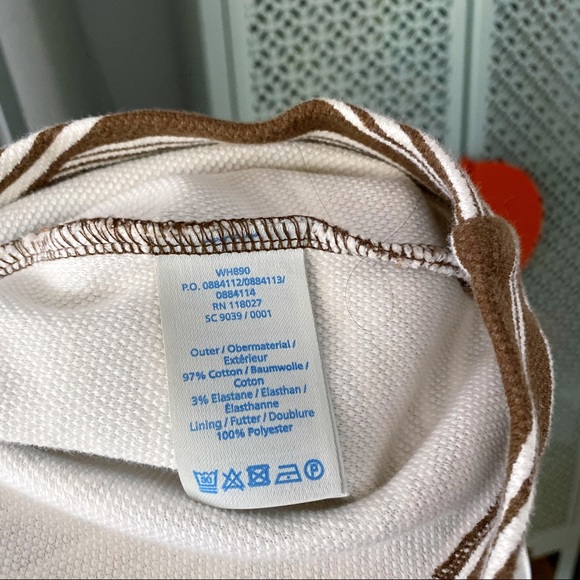 WH890
P.O. 0884112/0884113/
0884114
RN 118027
SC 9039 / 0001
Outer / Obermaterial /
Extérieur
97% Cotton / Baumwolle /
Coton
3% Elastane / Elasthan /
Élasthanne
Lining / Futter / Doublure
100% Polyester
30 P